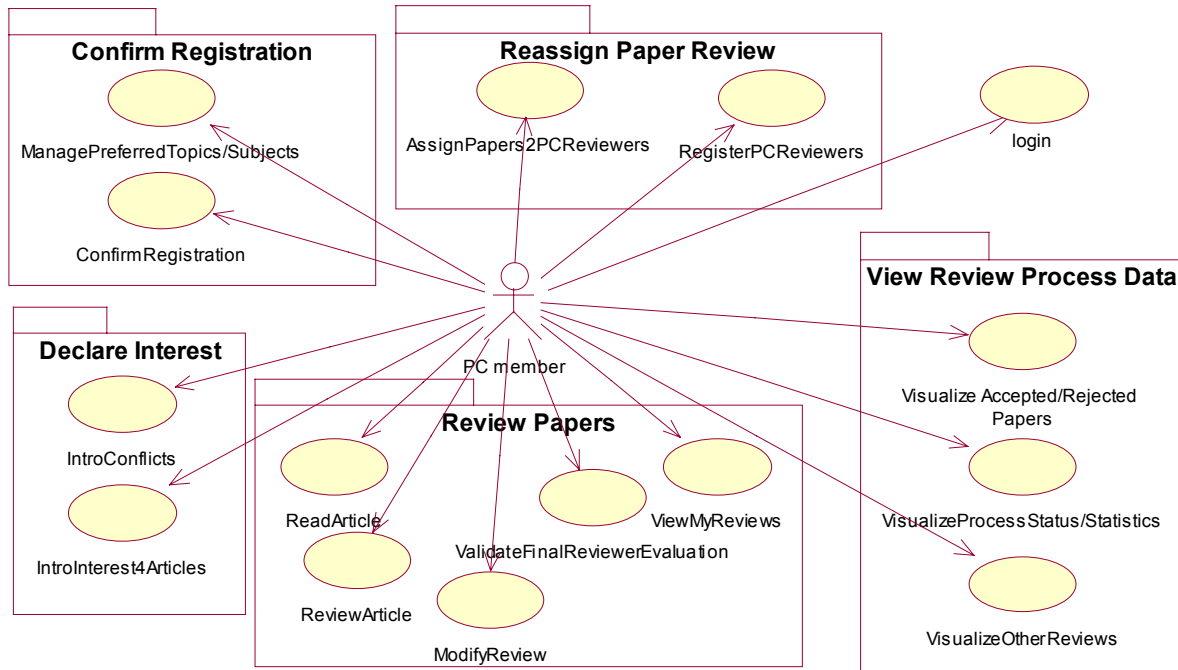 Confirm Registration
ManagePreferredTopics/Subjects
ConfirmRegistration
Reassign Paper Review
AssignPapers2PCReviewers
RegisterPCReviewers
login
PC member
Declare Interest
IntroConflicts
IntroInterest4Articles
Review Papers
ReadArticle
ReviewArticle
ModifyReview
ValidateFinalReviewerEvaluation
ViewMyReviews
View Review Process Data
Visualize Accepted/Rejected
Papers
VisualizeProcessStatus/Statistics
VisualizeOtherReviews